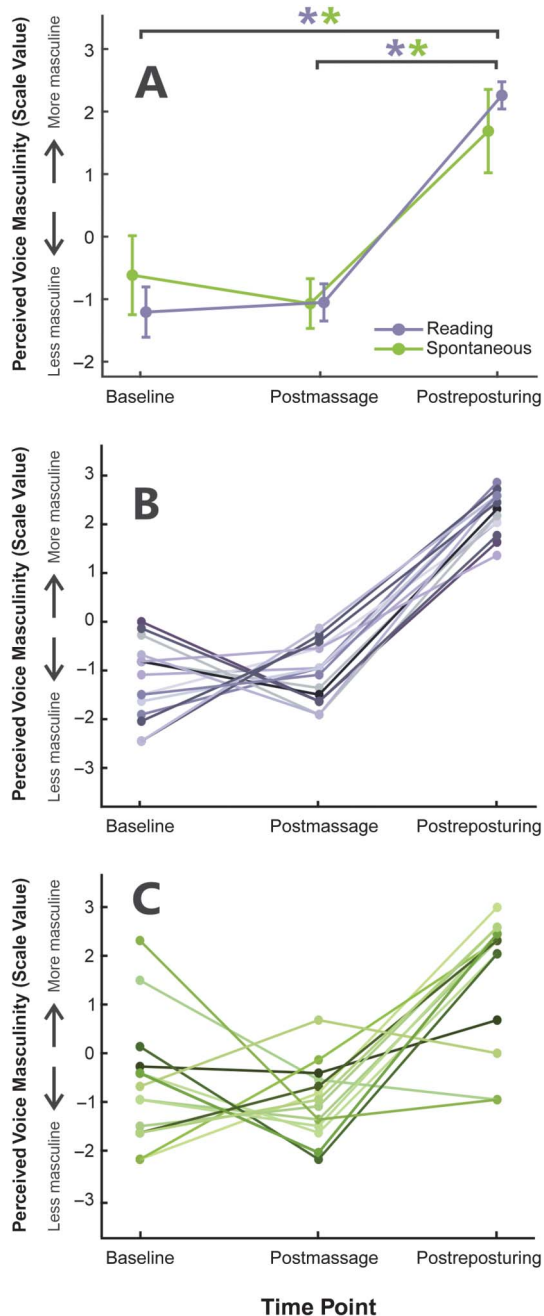 Perceived Voice Masculinity (Scale Value)
Less masculine
More masculine
A
* *
* *
3
2
1
0
–1
–2
Reading
Spontaneous
Baseline
Postmassage
Postreposturing
Perceived Voice Masculinity (Scale Value)
Less masculine
More masculine
B
3
2
1
0
–1
–2
–3
Baseline
Postmassage
Postreposturing
Perceived Voice Masculinity (Scale Value)
Less masculine
More masculine
C
3
2
1
0
–1
–2
–3
Baseline
Postmassage
Postreposturing
Time Point